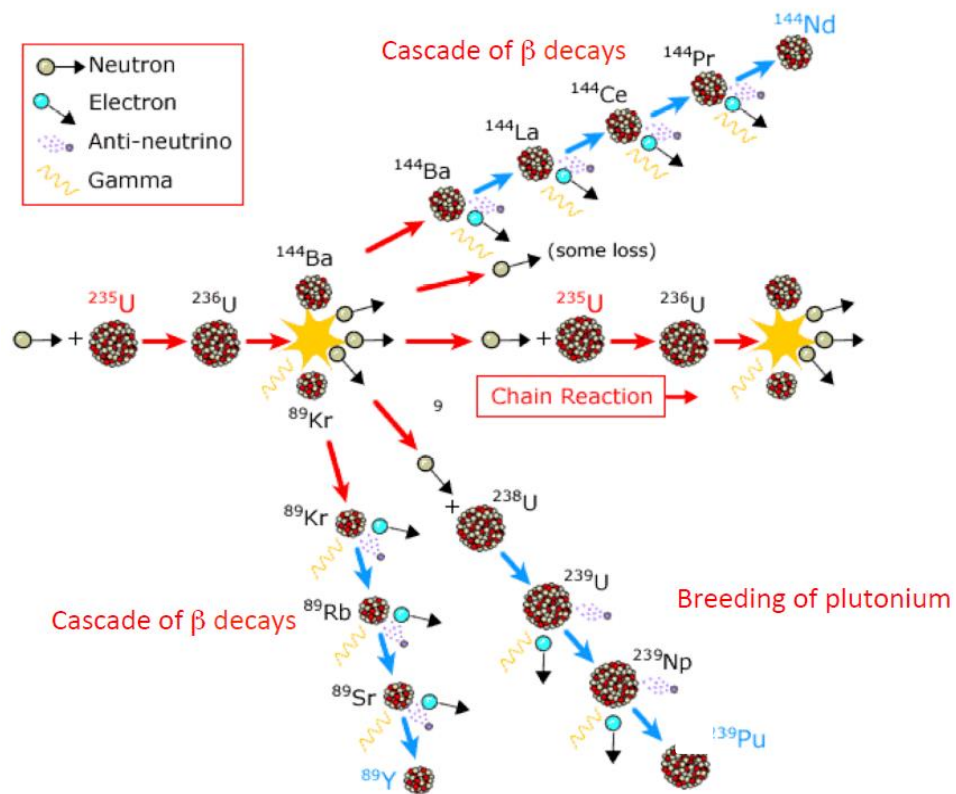 Neutron
Electron
Anti-neutrino
Gamma
Cascade of β decays
¹⁴⁴Nd
¹⁴⁴Pr
¹⁴⁴Ce
¹⁴⁴La
¹⁴⁴Ba
(some loss)
¹⁴⁴Ba
²³⁵U
²³⁶U
²³⁵U
²³⁶U
+
+
Chain Reaction
⁸⁹Kr
⁹
⁸⁹Kr
+
²³⁸U
²³⁹U
⁸⁹Rb
Cascade of β decays
Breeding of plutonium
²³⁹Np
⁸⁹Sr
²³⁹Pu
⁸⁹Y